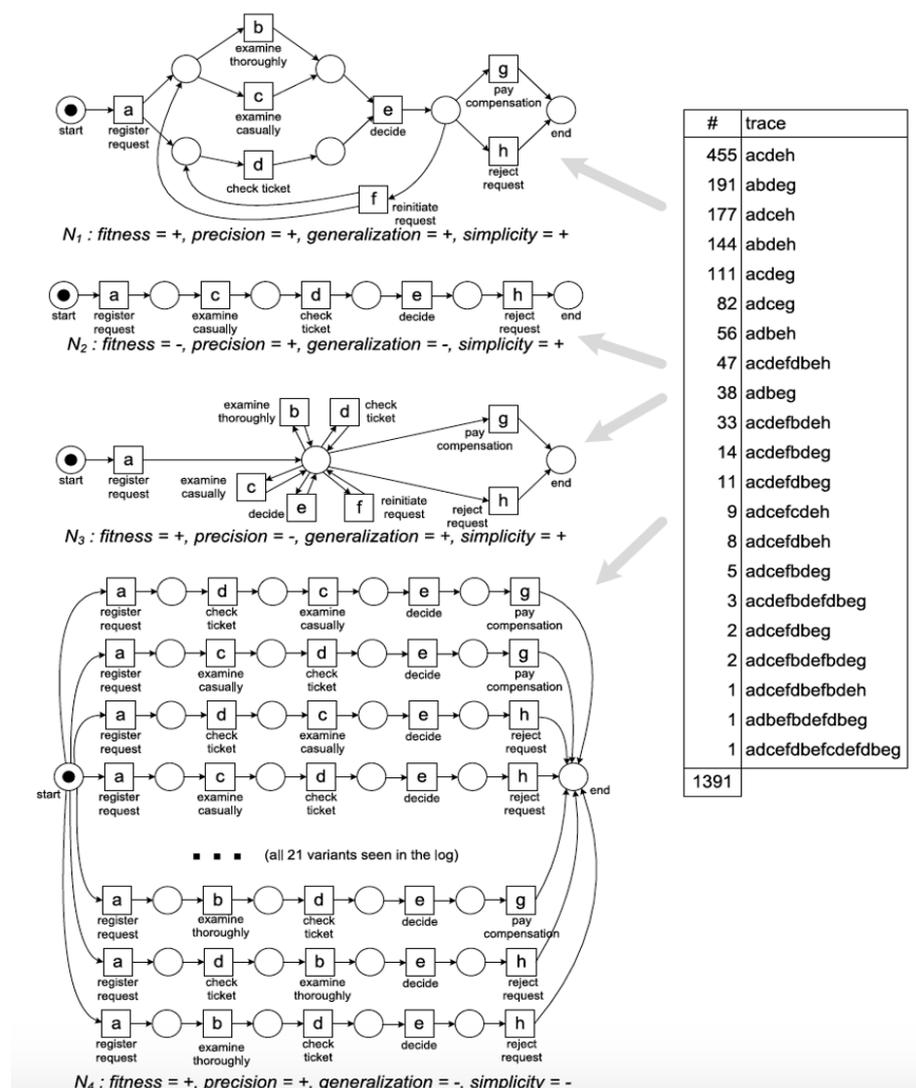 b
examine
thoroughly
g
pay
compensation
c
examine
casually
a
e
start
register
request
decide
end
d
check ticket
h
reject
request
f
reinitiate
request
N1 : fitness = +, precision = +, generalization = +, simplicity = +
a c d e h
start register request examine casually check ticket decide reject request end
N2 : fitness = -, precision = +, generalization = -, simplicity = +
examine
thoroughly
b
d
check
ticket
g
pay
compensation
a
start
register
request
end
examine
casually
c
decide
e
f
reinitiate
request
reject
request
h
N3 : fitness = +, precision = -, generalization = +, simplicity = +
a d c e g
register request check ticket examine casually decide pay compensation
a c d e g
register request examine casually check ticket decide pay compensation
a d c e h
register request check ticket examine casually decide reject request
start
a c d e h
register request examine casually check ticket decide reject request
end
... (all 21 variants seen in the log)
a b d e g
register request examine thoroughly check ticket decide pay compensation
a d b e h
register request check ticket examine thoroughly decide reject request
a b d e h
register request examine thoroughly check ticket decide reject request
N4 : fitness = +, precision = +, generalization = -, simplicity = -
# trace
455 acdeh
191 abdeg
177 adceh
144 abdeh
111 acdeg
82 adceg
56 adbeh
47 acdefdbeh
38 adbeg
33 acdefbdeh
14 acdefbdeg
11 acdefdbeg
9 adcefcdeh
8 adcefdbeh
5 adcefbdeg
3 acdefbdefdbeg
2 adcefdbeg
2 adcefbdefbdeg
1 adcefdbefbdeh
1 adbefbdefdbeg
1 adcefdbefcdefdbeg
1391